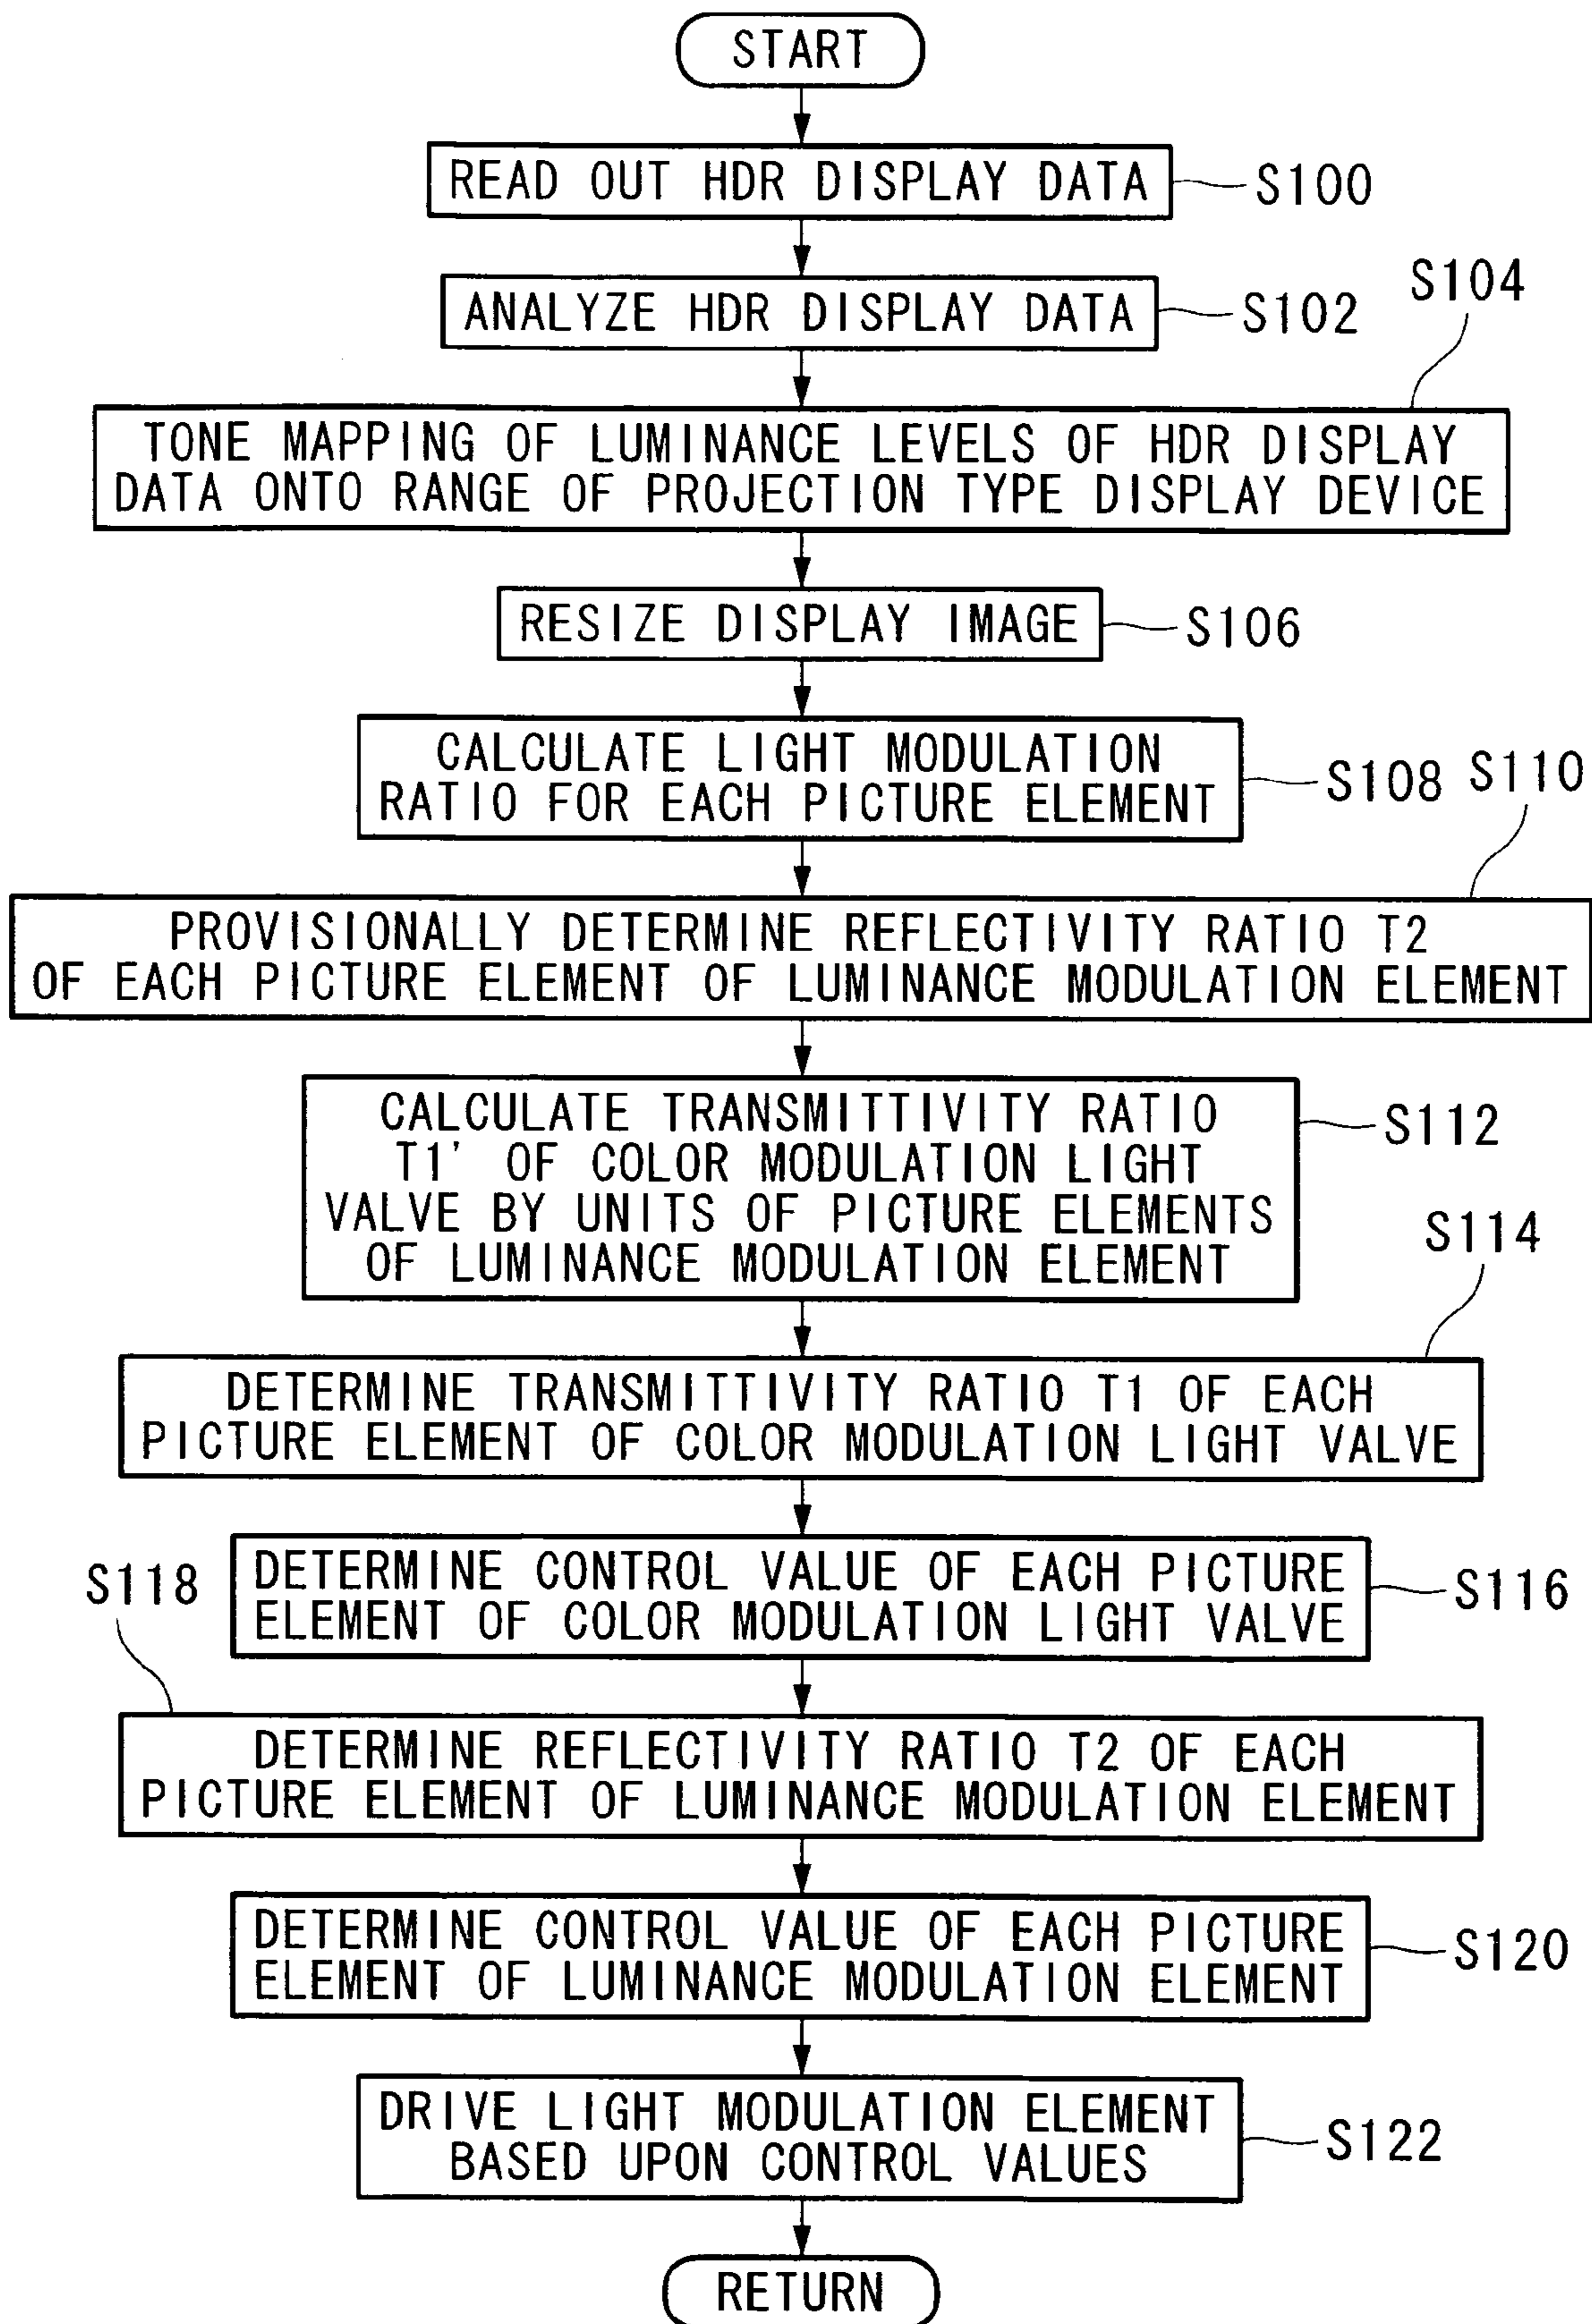 START
READ OUT HDR DISPLAY DATA
S100
ANALYZE HDR DISPLAY DATA
S102
S104
TONE MAPPING OF LUMINANCE LEVELS OF HDR DISPLAY
DATA ONTO RANGE OF PROJECTION TYPE DISPLAY DEVICE
RESIZE DISPLAY IMAGE
S106
CALCULATE LIGHT MODULATION
RATIO FOR EACH PICTURE ELEMENT
S108
S110
PROVISIONALLY DETERMINE REFLECTIVITY RATIO T2
OF EACH PICTURE ELEMENT OF LUMINANCE MODULATION ELEMENT
CALCULATE TRANSMITTIVITY RATIO
T1' OF COLOR MODULATION LIGHT
VALVE BY UNITS OF PICTURE ELEMENTS
OF LUMINANCE MODULATION ELEMENT
S112
S114
DETERMINE TRANSMITTIVITY RATIO T1 OF EACH
PICTURE ELEMENT OF COLOR MODULATION LIGHT VALVE
DETERMINE CONTROL VALUE OF EACH PICTURE
ELEMENT OF COLOR MODULATION LIGHT VALVE
S116
S118
DETERMINE REFLECTIVITY RATIO T2 OF EACH
PICTURE ELEMENT OF LUMINANCE MODULATION ELEMENT
DETERMINE CONTROL VALUE OF EACH PICTURE
ELEMENT OF LUMINANCE MODULATION ELEMENT
S120
DRIVE LIGHT MODULATION ELEMENT
BASED UPON CONTROL VALUES
S122
RETURN